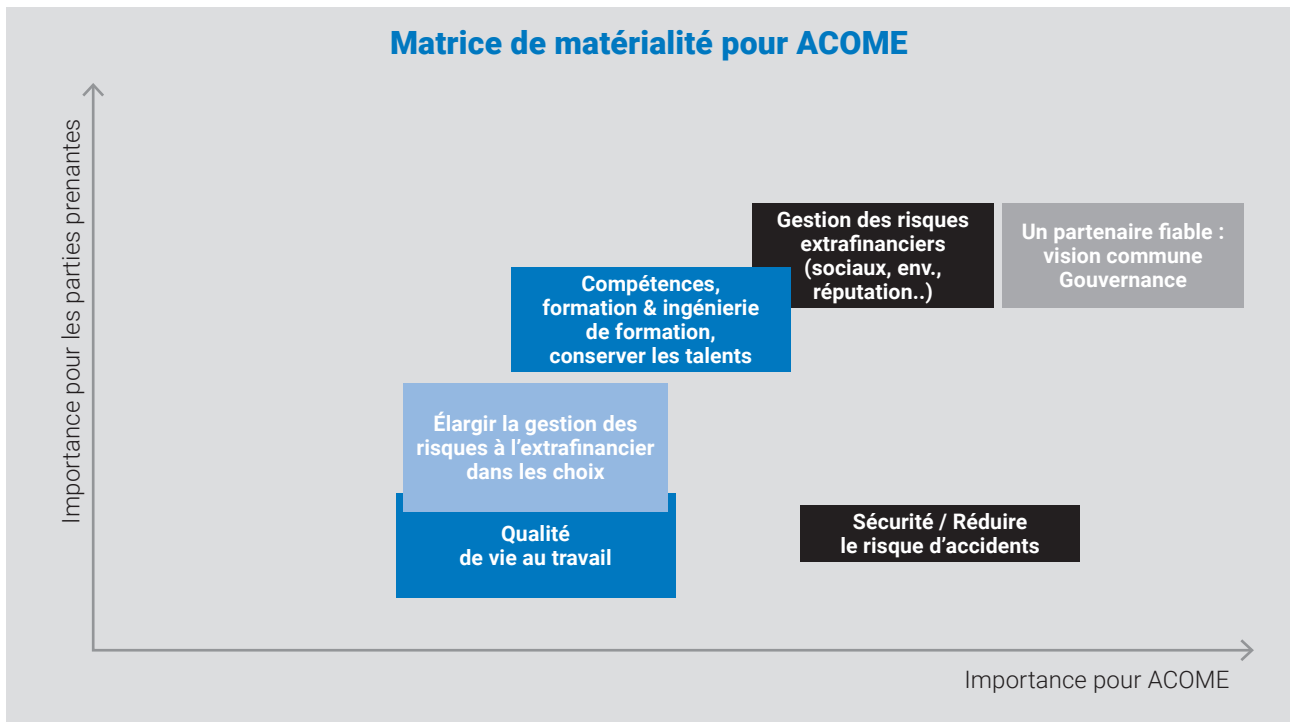 Matrice de matérialité pour ACOME
Importance pour les parties prenantes
Gestion des risques
extrafinanciers
(sociaux, env.,
réputation..)
Un partenaire fiable :
vision commune
Gouvernance
Compétences,
formation & ingénierie
de formation,
conserver les talents
Élargir la gestion des
risques à l’extrafinancier
dans les choix
Qualité
de vie au travail
Sécurité / Réduire
le risque d’accidents
Importance pour ACOME